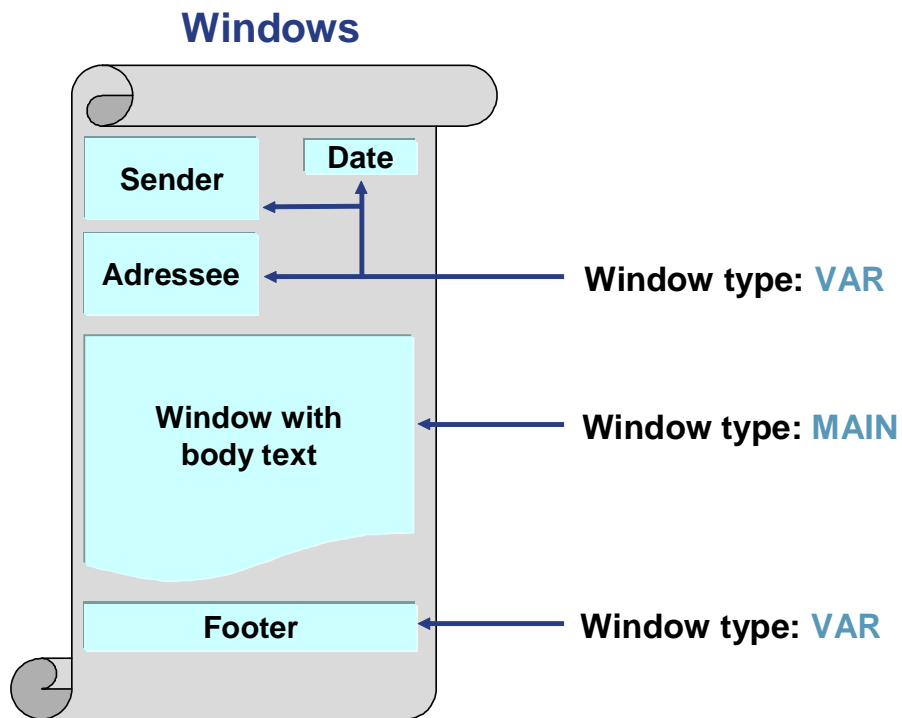 Windows
Sender
Date
Adressee
Window type: VAR
Window with
body text
Window type: MAIN
Footer
Window type: VAR